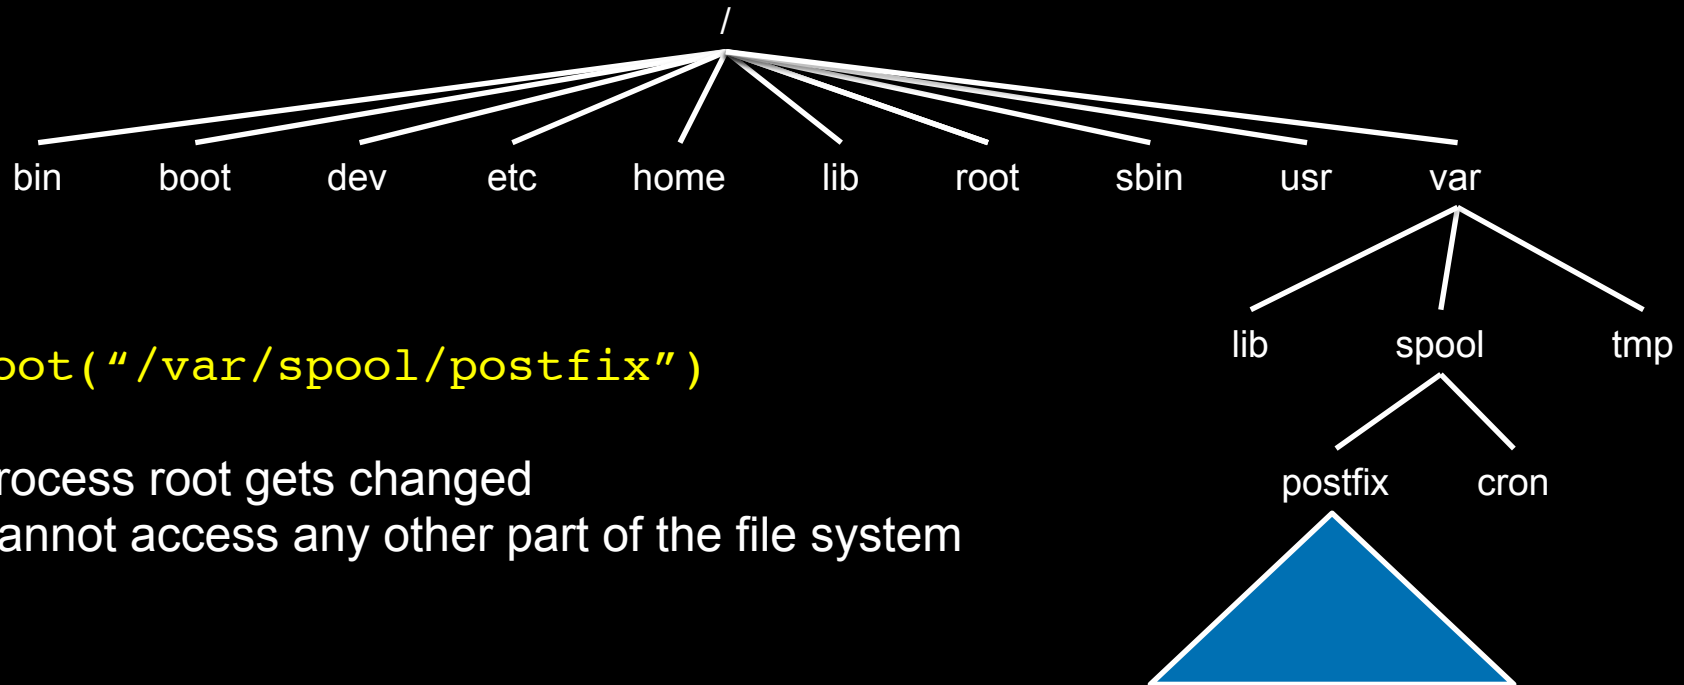 /
bin boot dev etc home lib root sbin usr var
lib spool tmp
oot(“/var/spool/postfix”)
rocess root gets changed
annot access any other part of the file system
postfix cron